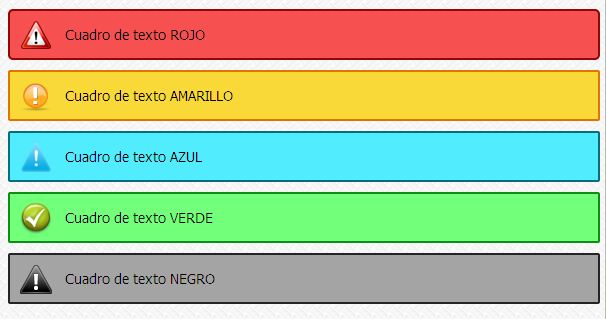 Cuadro de texto ROJO
Cuadro de texto AMARILLO
Cuadro de texto AZUL
Cuadro de texto VERDE
Cuadro de texto NEGRO